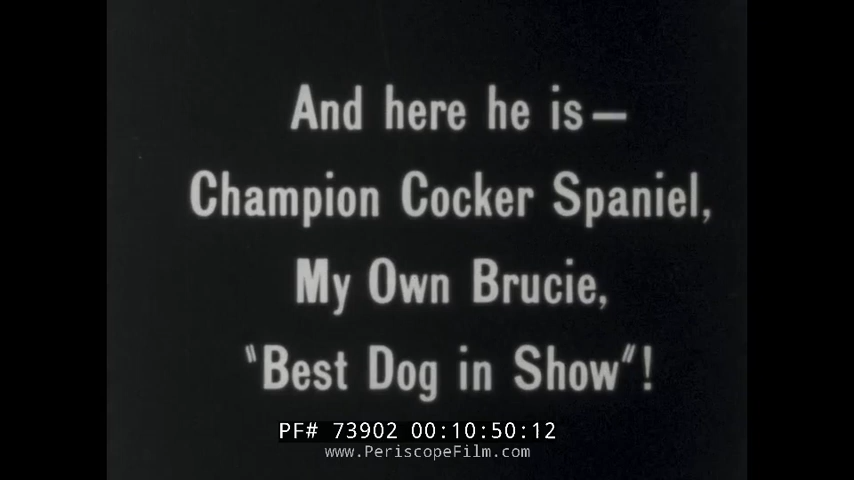 And here he is—
Champion Cocker Spaniel,
My Own Brucie,
"Best Dog in Show"!
PF# 73902 00:10:50:12
www.PeriscopeFilm.com